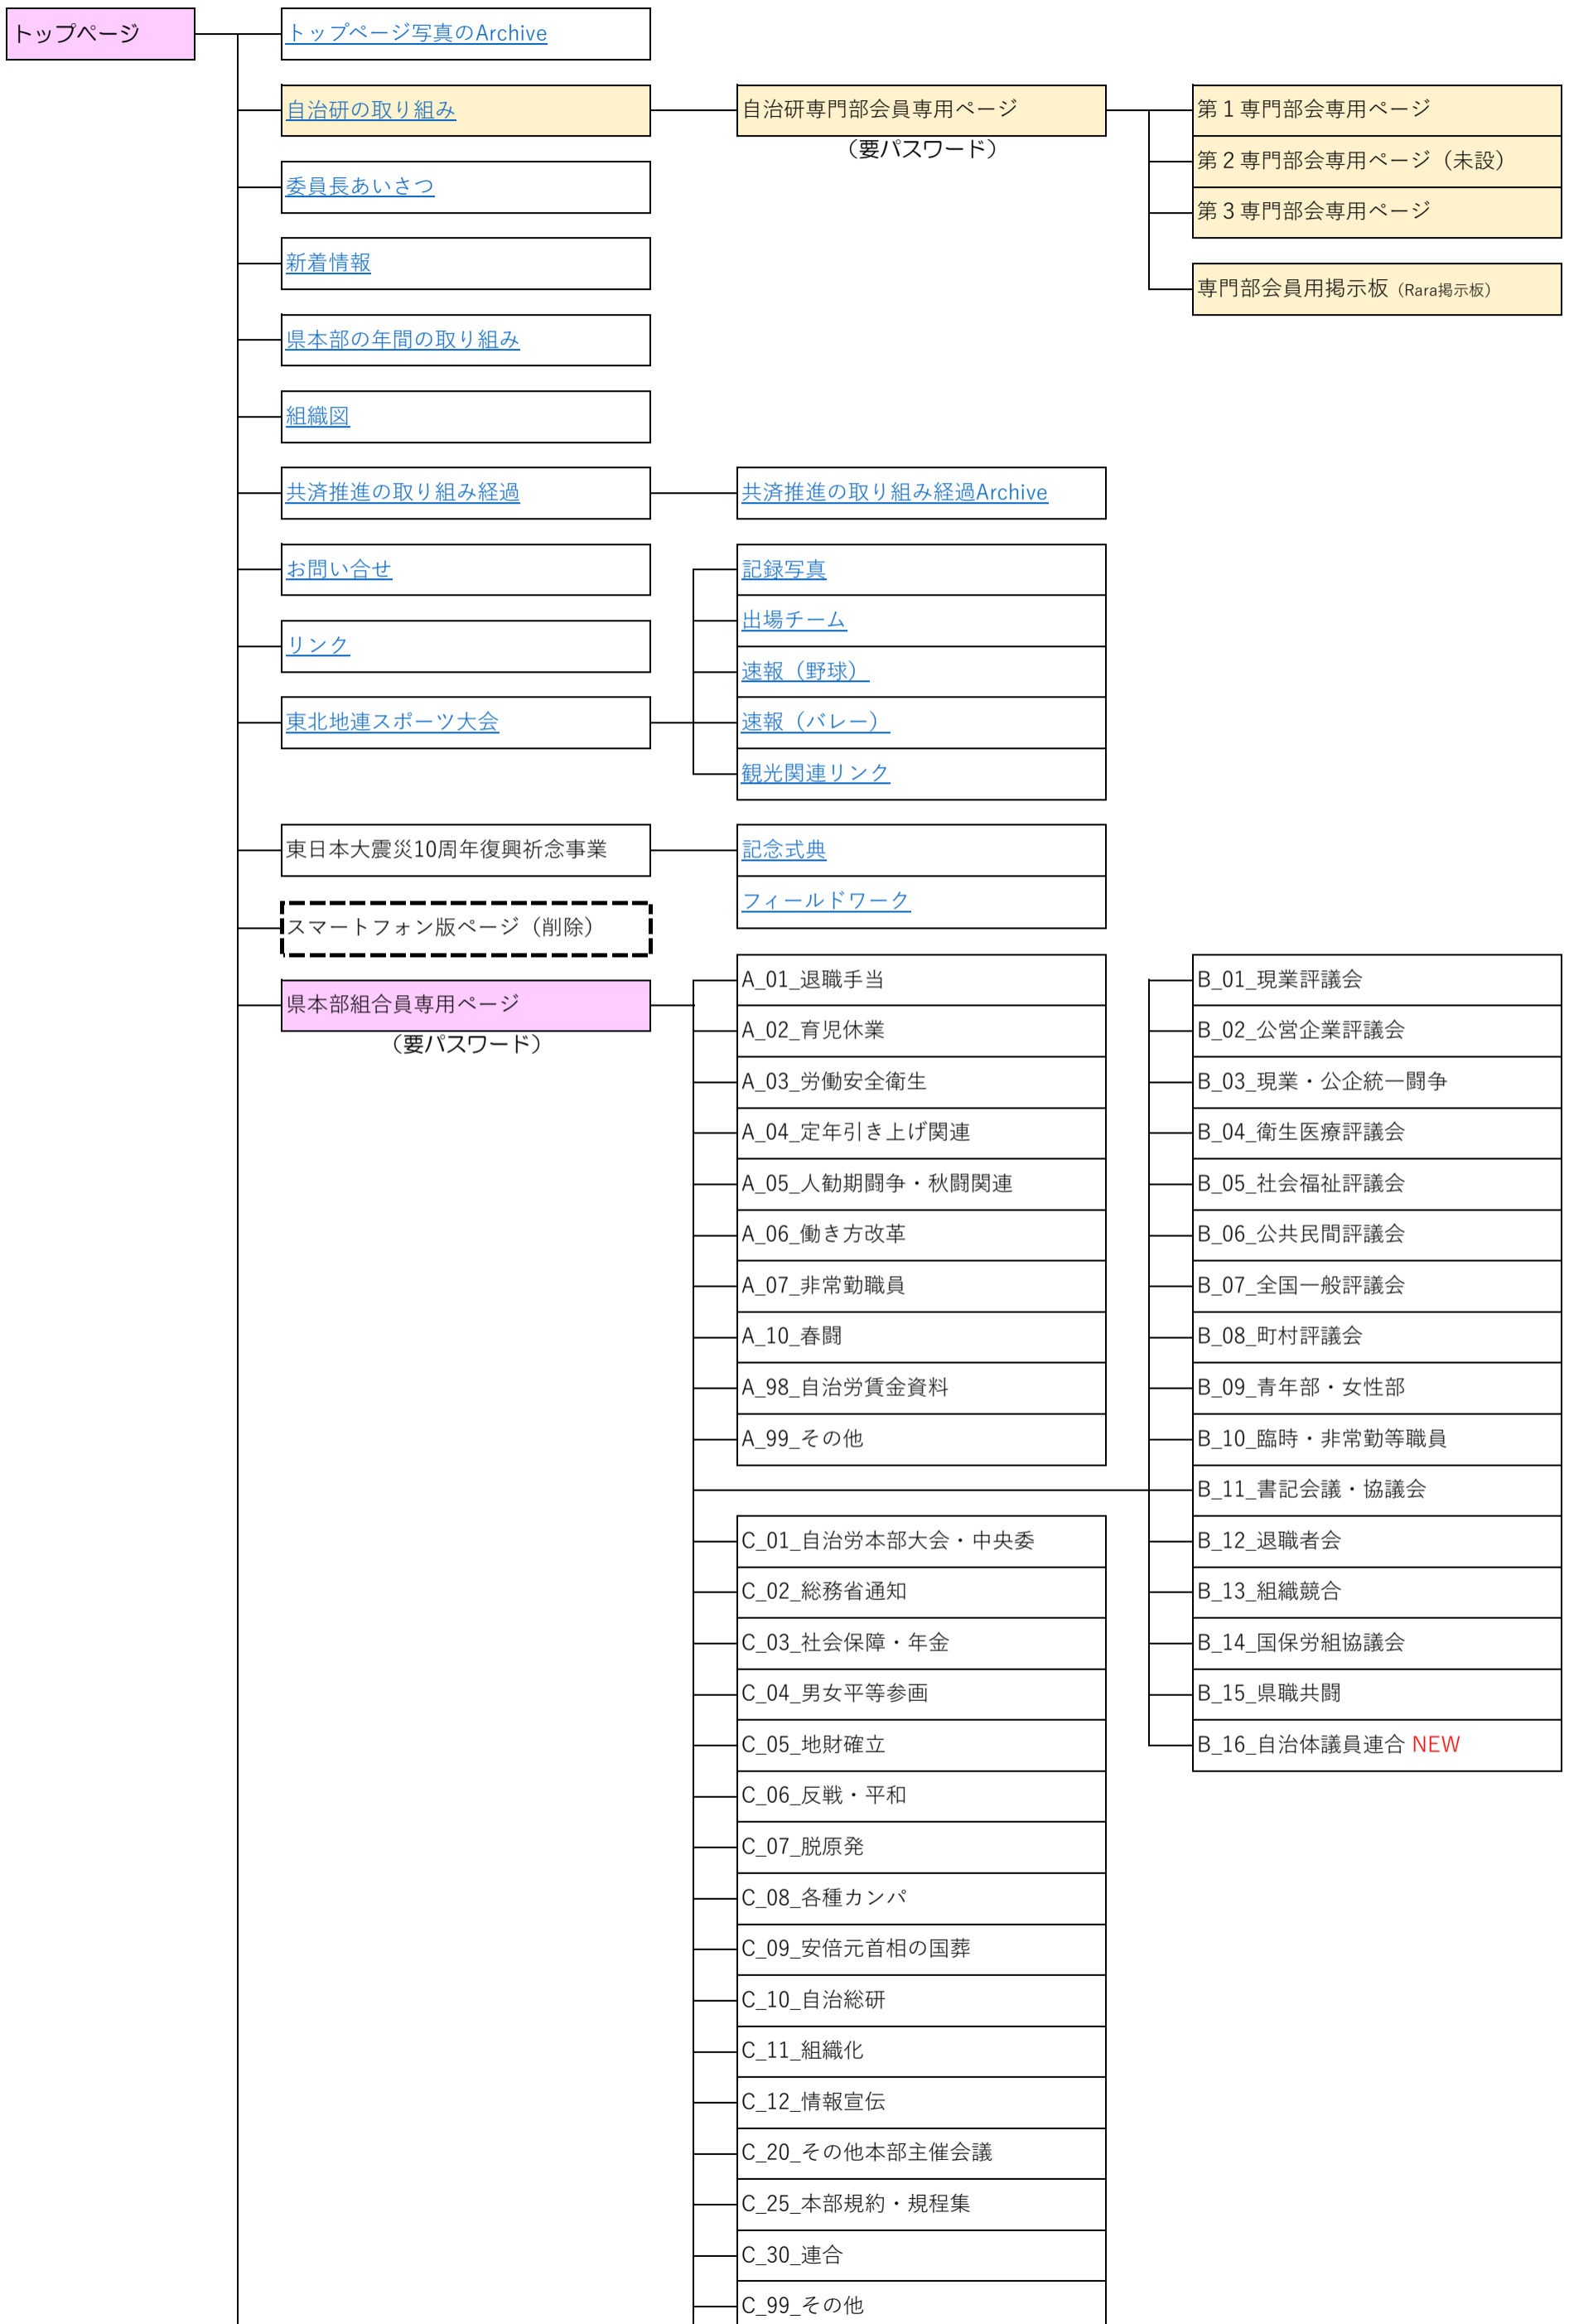 トップページ
トップページ写真のArchive
自治研の取り組み
自治研専門部会員専用ページ
（要パスワード）
第１専門部会専用ページ
第２専門部会専用ページ（未設）
第３専門部会専用ページ
専門部会員用掲示板（Rara掲示板）
委員長あいさつ
新着情報
県本部の年間の取り組み
組織図
共済推進の取り組み経過
共済推進の取り組み経過Archive
お問い合せ
リンク
東北地連スポーツ大会
記録写真
出場チーム
速報（野球）
速報（バレー）
観光関連リンク
東日本大震災10周年復興祈念事業
記念式典
フィールドワーク
スマートフォン版ページ（削除）
県本部組合員専用ページ
（要パスワード）
A_01_退職手当
A_02_育児休業
A_03_労働安全衛生
A_04_定年引き上げ関連
A_05_人勧期闘争・秋闘関連
A_06_働き方改革
A_07_非常勤職員
A_10_春闘
A_98_自治労賃金資料
A_99_その他
B_01_現業評議会
B_02_公営企業評議会
B_03_現業・公企統一闘争
B_04_衛生医療評議会
B_05_社会福祉評議会
B_06_公共民間評議会
B_07_全国一般評議会
B_08_町村評議会
B_09_青年部・女性部
B_10_臨時・非常勤等職員
B_11_書記会議・協議会
B_12_退職者会
B_13_組織競合
B_14_国保労組協議会
B_15_県職共闘
B_16_自治体議員連合 NEW
C_01_自治労本部大会・中央委
C_02_総務省通知
C_03_社会保障・年金
C_04_男女平等参画
C_05_地財確立
C_06_反戦・平和
C_07_脱原発
C_08_各種カンパ
C_09_安倍元首相の国葬
C_10_自治総研
C_11_組織化
C_12_情報宣伝
C_20_その他本部主催会議
C_25_本部規約・規程集
C_30_連合
C_99_その他